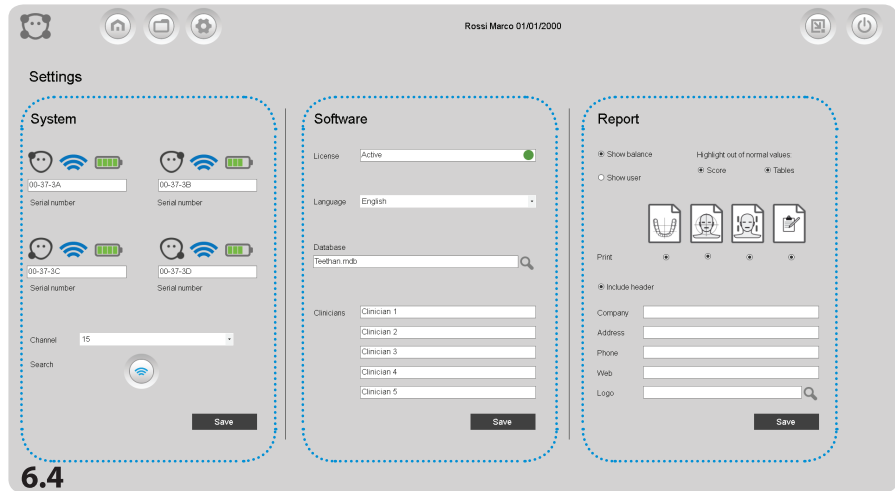 Rossi Marco 01/01/2000
Settings
System
00-37-3A
00-37-3B
Serial number
Serial number
00-37-3C
00-37-3D
Serial number
Serial number
Channel 15
Search
Save
Software
License Active
Language English
Database
Teethan.mdb
Clinicians Clinician 1
Clinician 2
Clinician 3
Clinician 4
Clinician 5
Save
Report
Show balance Highlight out of normal values:
Show user Score Tables
Print
Include header
Company
Address
Phone
Web
Logo
Save
6.4